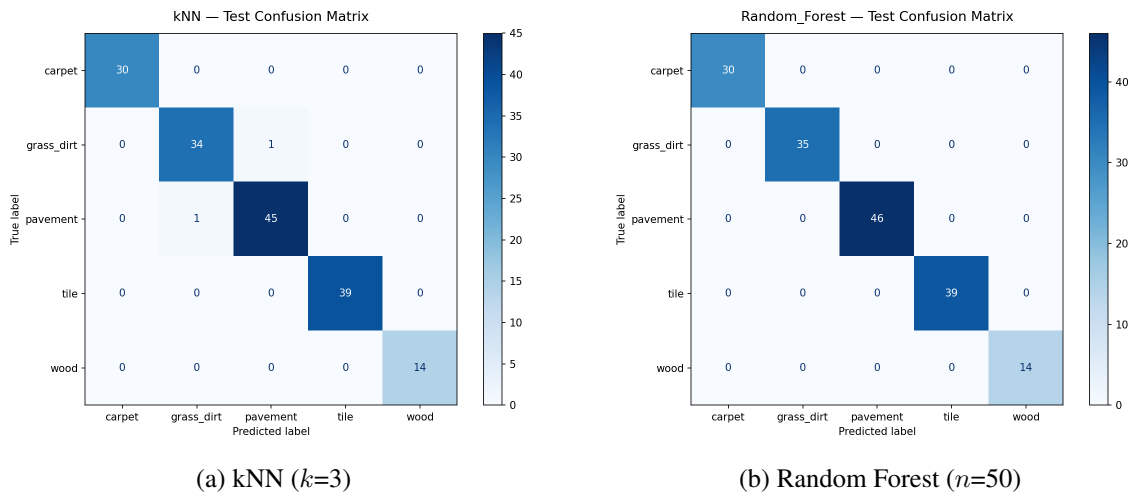 kNN — Test Confusion Matrix
carpet 30 0 0 0 0
grass_dirt 0 34 1 0 0
pavement 0 1 45 0 0
tile 0 0 0 39 0
wood 0 0 0 0 14
carpet grass_dirt pavement tile wood
Predicted label
True label
45
40
35
30
25
20
15
10
5
0
(a) kNN (k=3)
Random_Forest — Test Confusion Matrix
carpet 30 0 0 0 0
grass_dirt 0 35 0 0 0
pavement 0 0 46 0 0
tile 0 0 0 39 0
wood 0 0 0 0 14
carpet grass_dirt pavement tile wood
Predicted label
True label
40
30
20
10
0
(b) Random Forest (n=50)